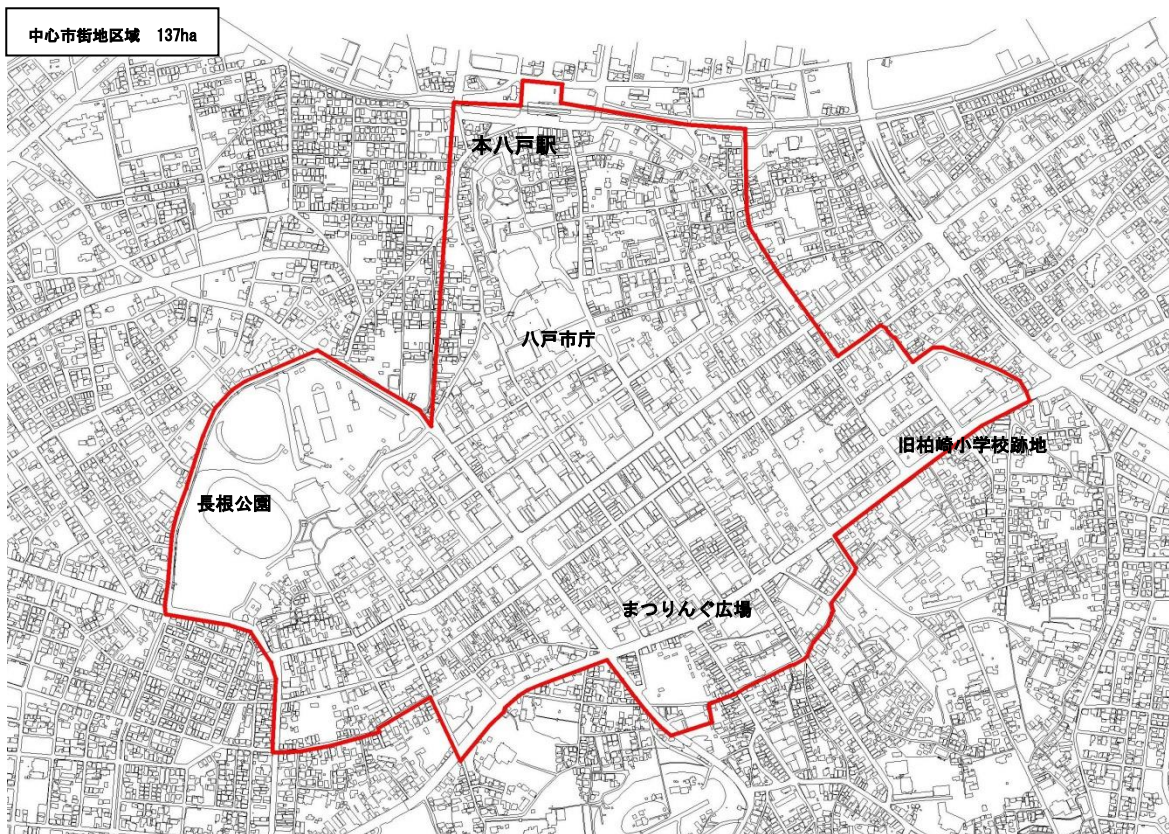 中心市街地区域　137ha
本八戸駅
八戸市庁
旧柏崎小学校跡地
長根公園
まつりんぐ広場